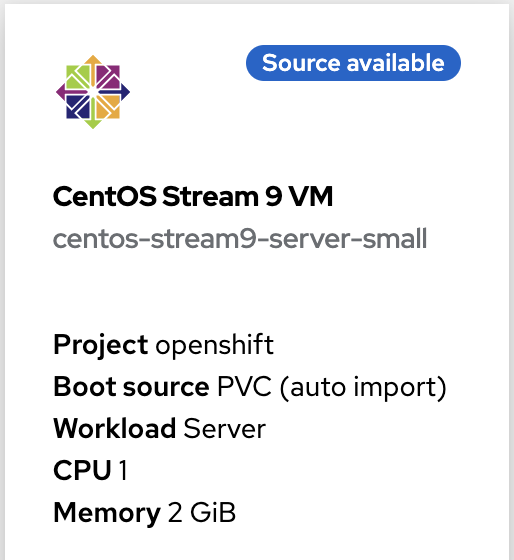 Source available
CentOS Stream 9 VM
centos-stream9-server-small
Project openshift
Boot source PVC (auto import)
Workload Server
CPU 1
Memory 2 GiB